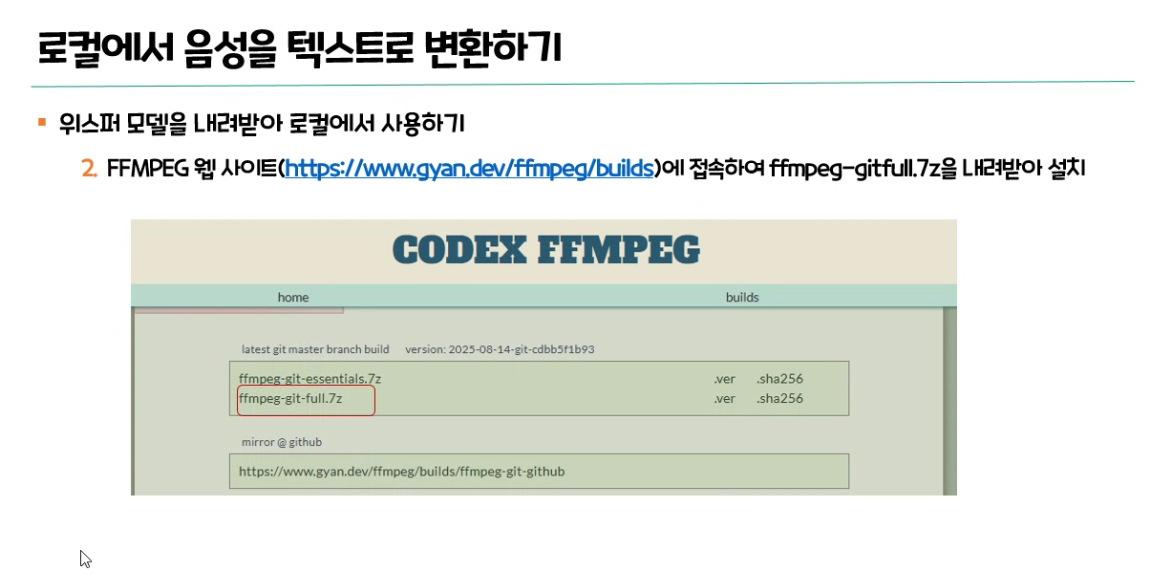 로컬에서 음성을 텍스트로 변환하기
위스퍼 모델을 내려받아 로컬에서 사용하기
2. FFMPEG 웹 사이트(https://www.gyan.dev/ffmpeg/builds)에 접속하여 ffmpeg-gitfull.7z을 내려받아 설치
CODEX FFMPEG
home builds
latest git master branch build version: 2025-08-14-git-cdbb5f1b93
ffmpeg-git-essentials.7z .ver .sha256
ffmpeg-git-full.7z .ver .sha256
mirror @ github
https://www.gyan.dev/ffmpeg/builds/ffmpeg-git-github